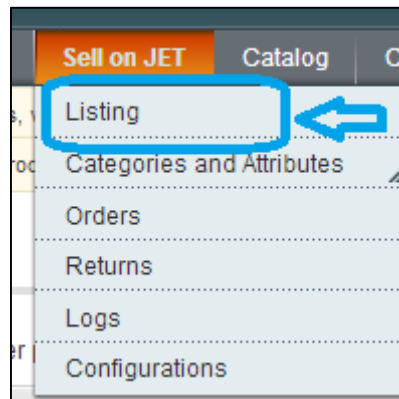 Sell on JET Catalog
Listing
Categories and Attributes
Orders
Returns
Logs
Configurations